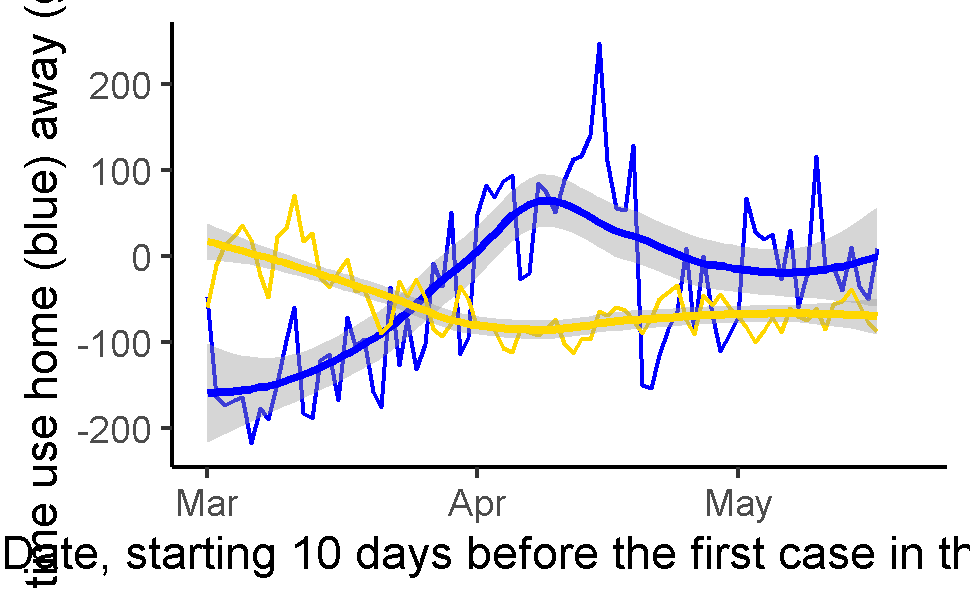 time use home (blue) away (
200
100
0
-100
-200
Mar Apr May
Date, starting 10 days before the first case in th